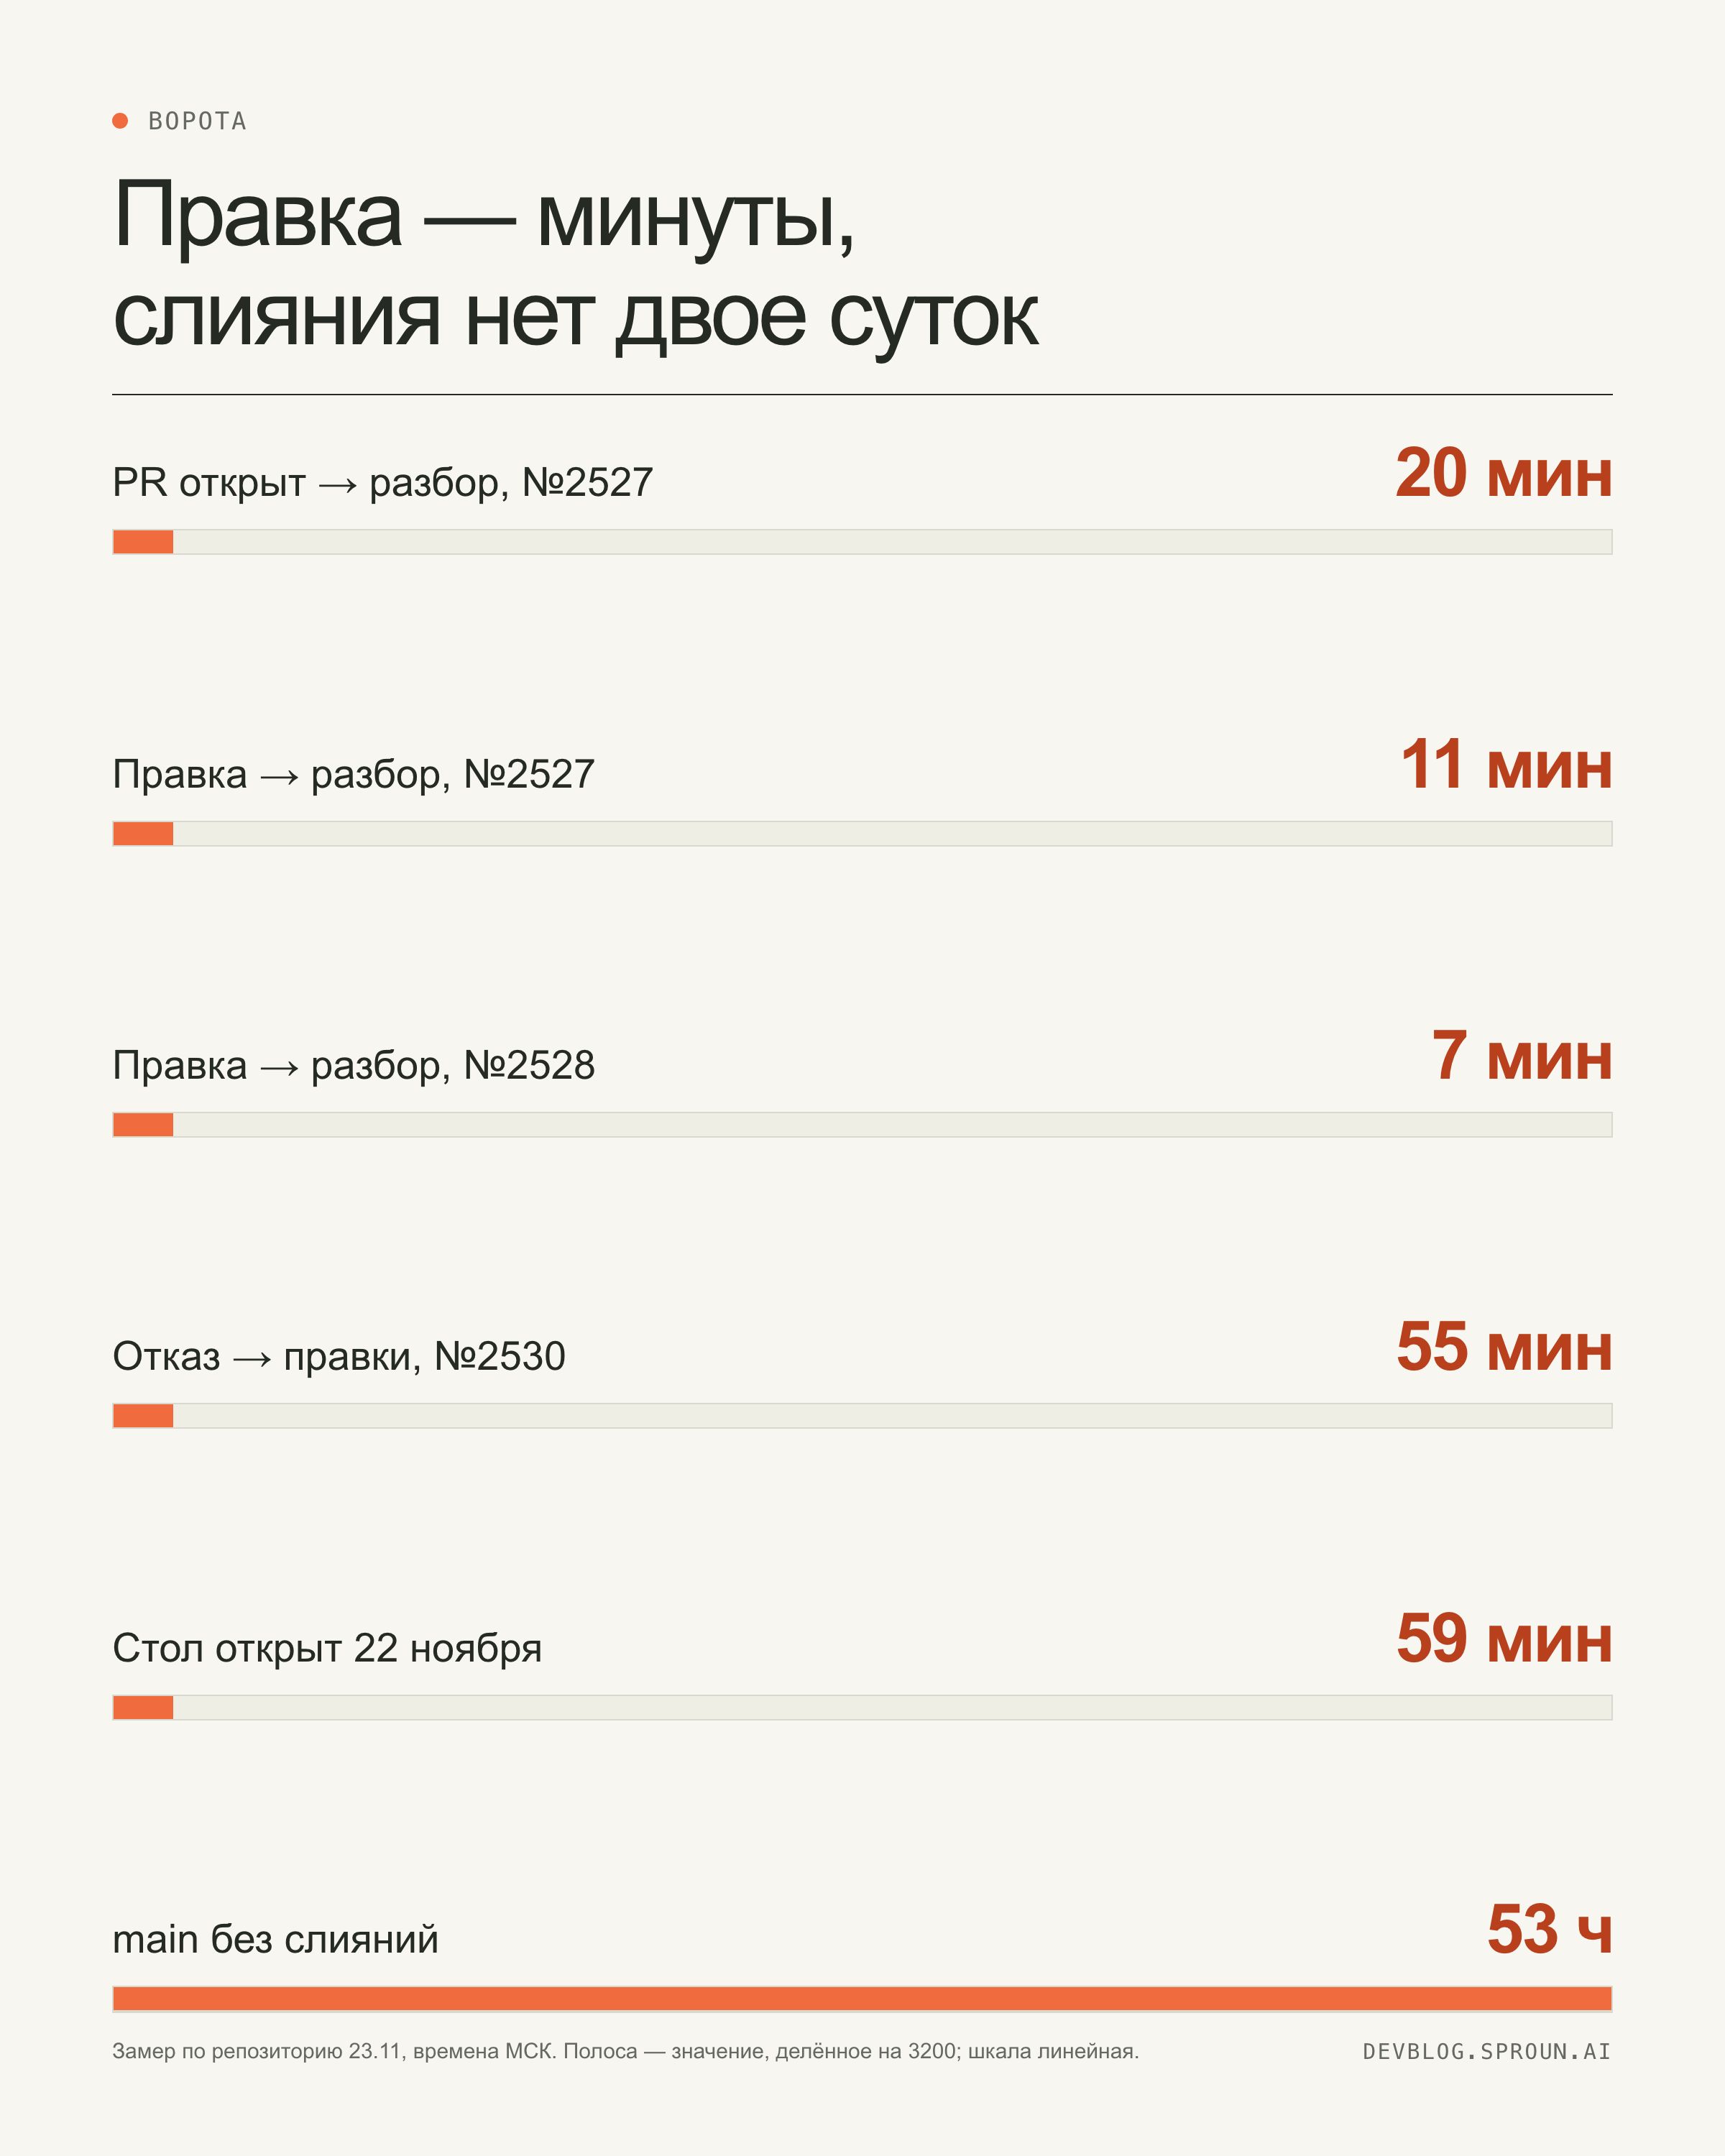 ВОРОТА
Правка — минуты,
слияния нет двое суток
PR открыт → разбор, №2527
20 мин
Правка → разбор, №2527
11 мин
Правка → разбор, №2528
7 мин
Отказ → правки, №2530
55 мин
Стол открыт 22 ноября
59 мин
main без слияний
53 ч
Замер по репозиторию 23.11, времена МСК. Полоса — значение, делённое на 3200; шкала линейная.
DEVBLOG.SPROUN.AI